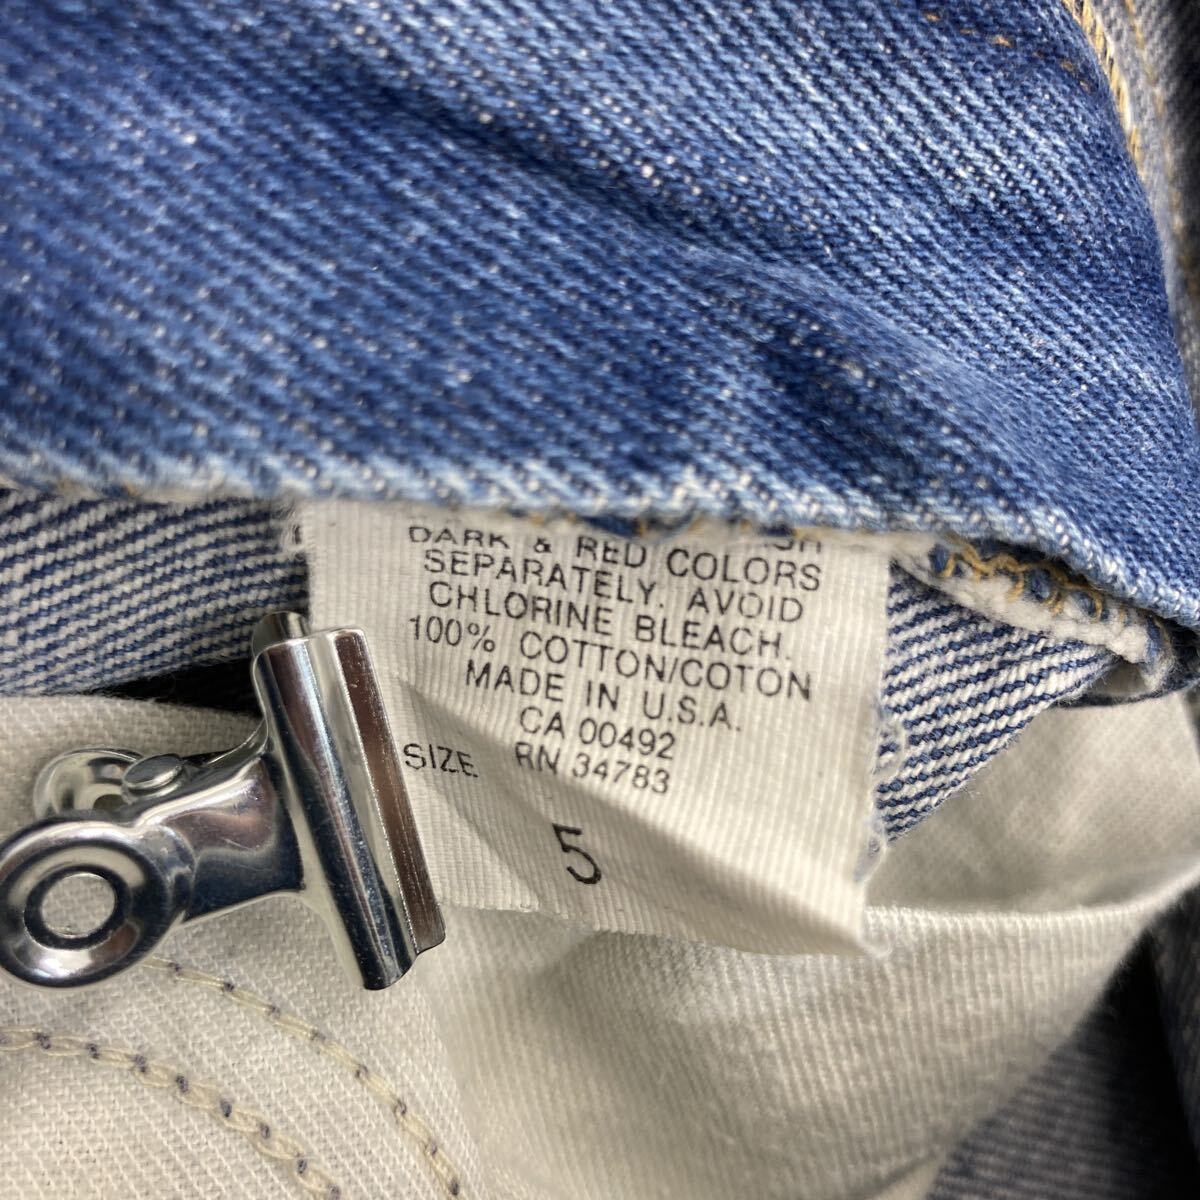 DARK & RED COLORS
SEPARATELY. AVOID
CHLORINE BLEACH.
100% COTTON/COTON
MADE IN U.S.A.
CA 00492
SIZE RN 34783
5